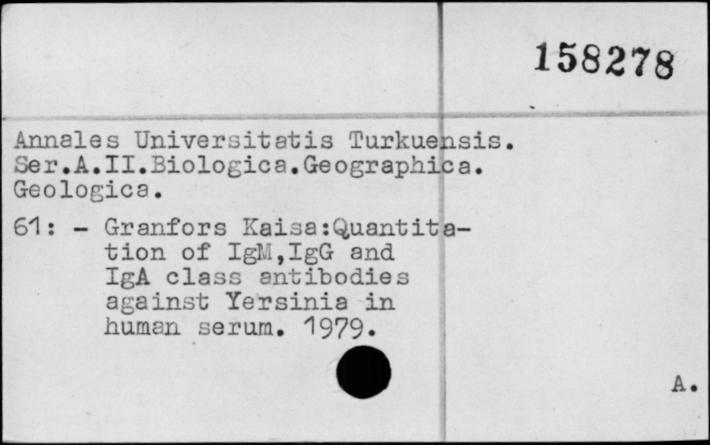 158278
Annales Universitatis Turkuensis.
Ser.A.II.Biologica.Geographica.
Geologica.
61: - Granfors Kaisa:Quantita-
tion of IgM,IgG and
IgA class antibodies
against Yersinia in
human serum. 1979.
A.